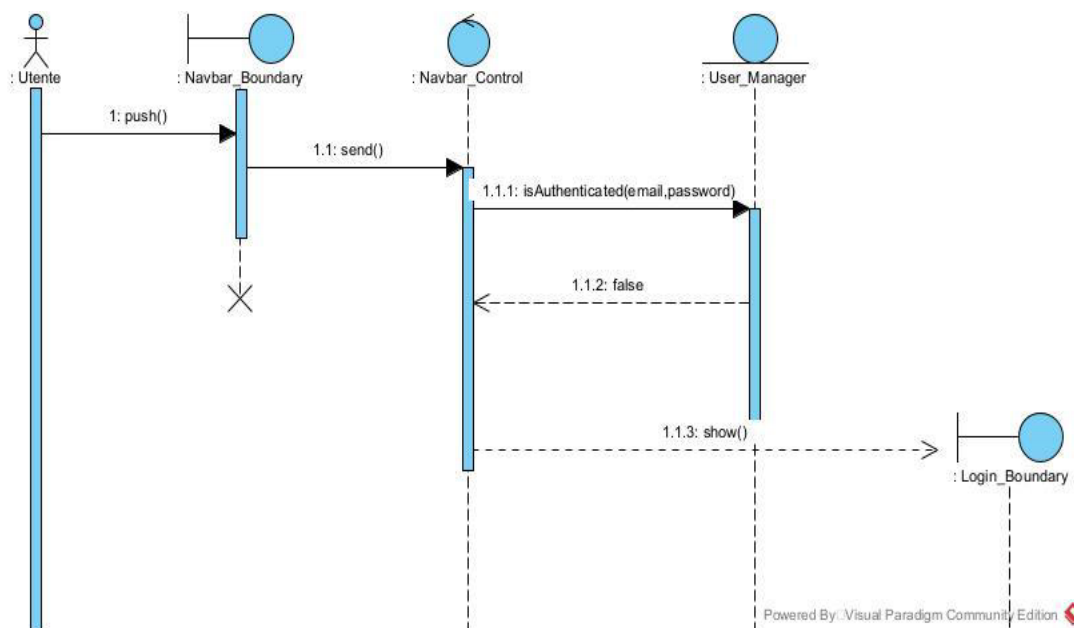 : Utente
: Navbar_Boundary
: Navbar_Control
: User_Manager
1: push()
1.1: send()
1.1.1: isAuthenticated(email,password)
1.1.2: false
1.1.3: show()
: Login_Boundary
Powered By Visual Paradigm Community Edition